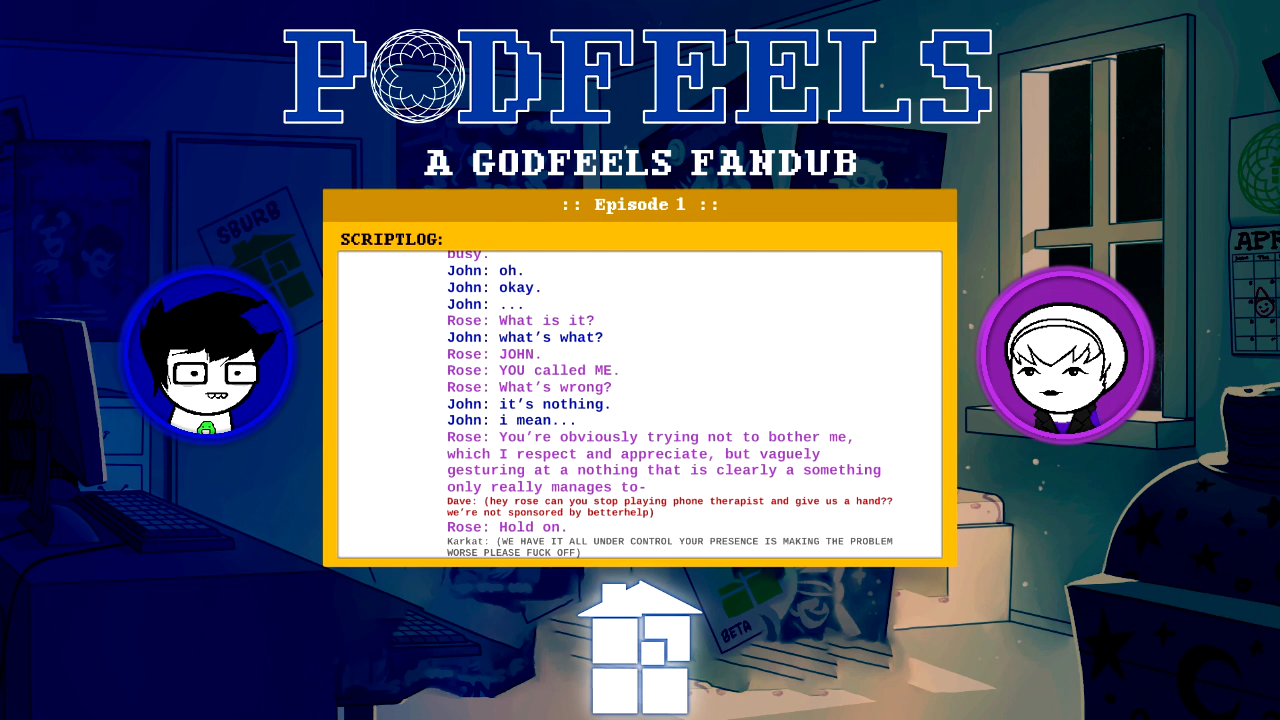 PODFEELS
A GODFEELS FANDUB
:: Episode 1 ::
SCRIPTLOG:
busy.
John: oh.
John: okay.
John: ...
Rose: What is it?
John: what’s what?
Rose: JOHN.
Rose: YOU called ME.
Rose: What’s wrong?
John: it’s nothing.
John: i mean...
Rose: You’re obviously trying not to bother me,
which I respect and appreciate, but vaguely
gesturing at a nothing that is clearly a something
only really manages to-
Dave: (hey rose can you stop playing phone therapist and give us a hand??
we’re not sponsored by betterhelp)
Rose: Hold on.
Karkat: (WE HAVE IT ALL UNDER CONTROL YOUR PRESENCE IS MAKING THE PROBLEM
WORSE PLEASE FUCK OFF)
SBURB
BETA
APR